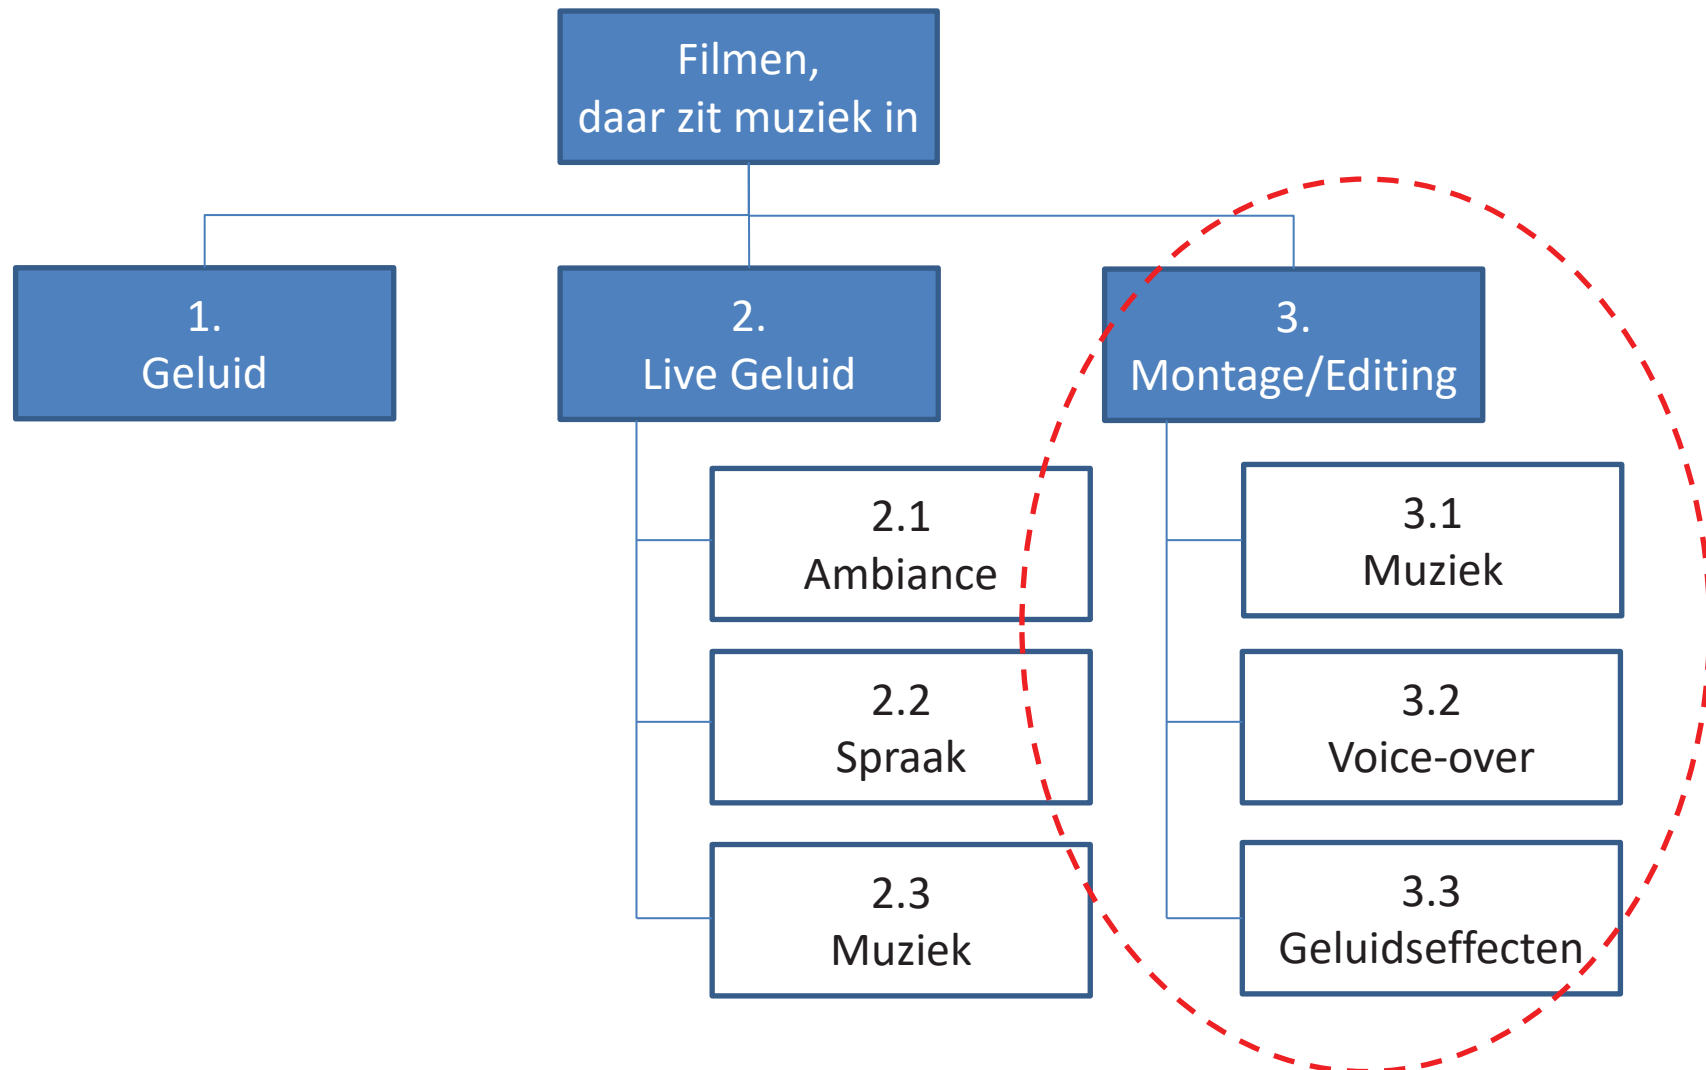 Filmen,
daar zit muziek in
1.
Geluid
2.
Live Geluid
3.
Montage/Editing
2.1
Ambiance
2.2
Spraak
2.3
Muziek
3.1
Muziek
3.2
Voice-over
3.3
Geluidseffecten